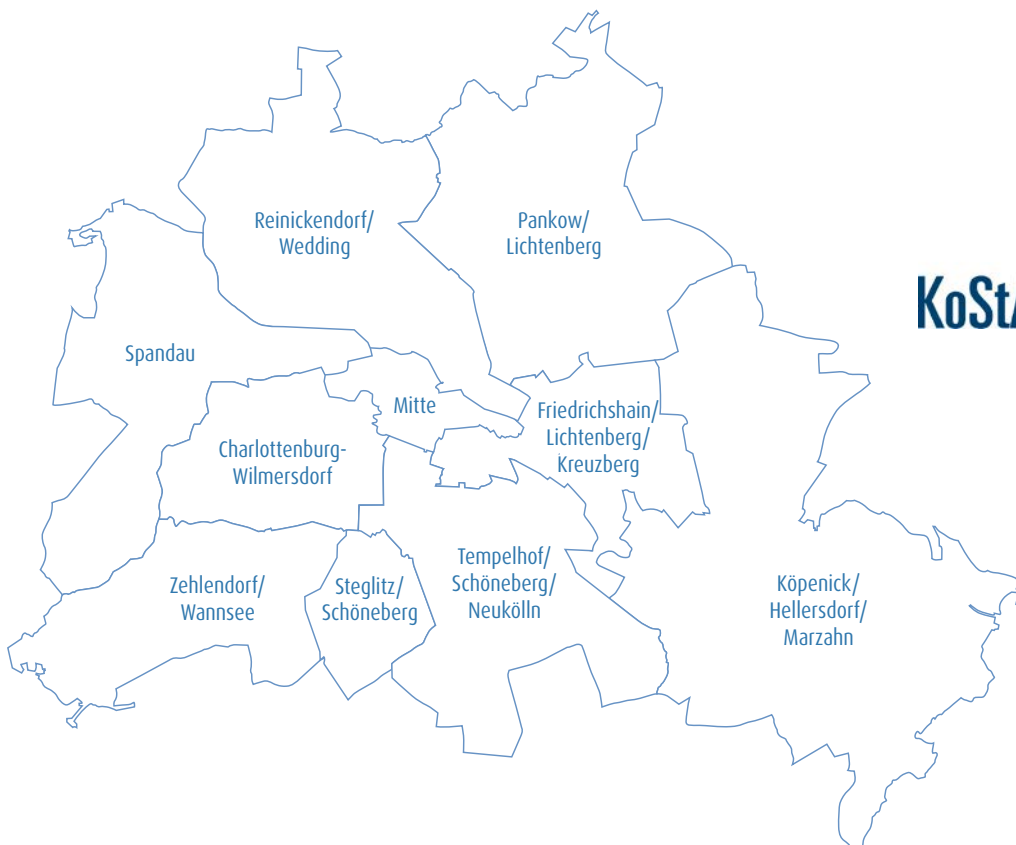 Reinickendorf/
Wedding
Pankow/
Lichtenberg
Spandau
Mitte
Friedrichshain/
Lichtenberg/
Kreuzberg
Charlottenburg-
Wilmersdorf
Zehlendorf/
Wannsee
Steglitz/
Schöneberg
Tempelhof/
Schöneberg/
Neukölln
Köpenick/
Hellersdorf/
Marzahn